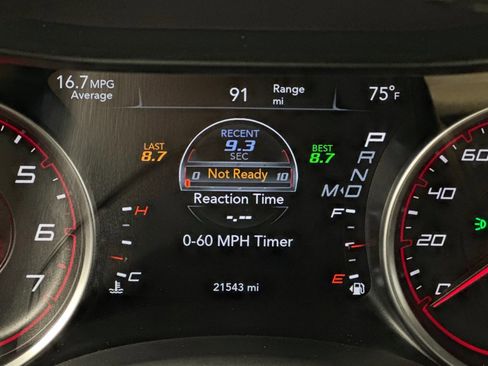 16.7 MPG
Average
91
Range
mi
75°F
LAST
8.7
RECENT
9.3
SEC
0 Not Ready 10
BEST
8.7
Reaction Time
-.--
0-60 MPH Timer
21543 mi
P
R
N
M D
H
C
F
E
5
6
7
60
40
20
0